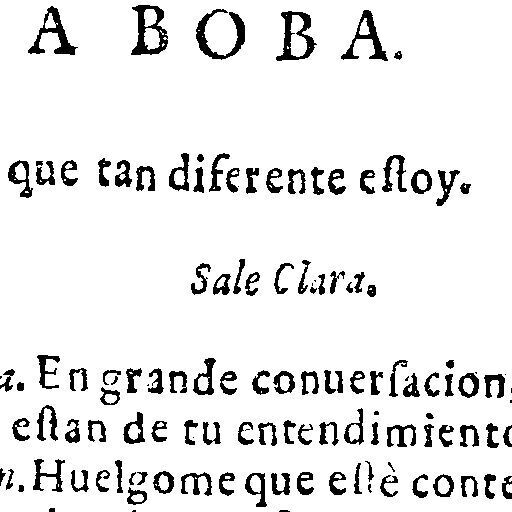 A BOBA.
que tan diferente eſtoy.
Sale Clara.
a. En grande conuerſacion,
eſtan de tu entendimiento
n. Huelgome que eſtè conte